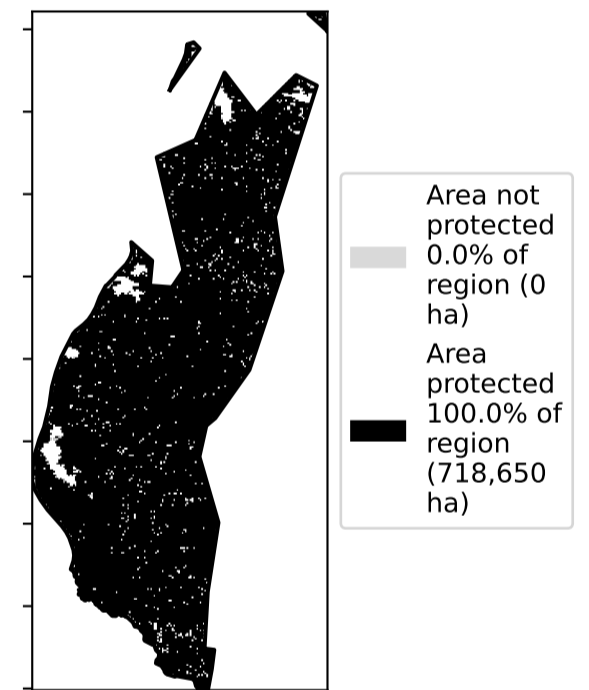 Area not
protected
0.0% of
region (0
ha)
Area
protected
100.0% of
region
(718,650
ha)